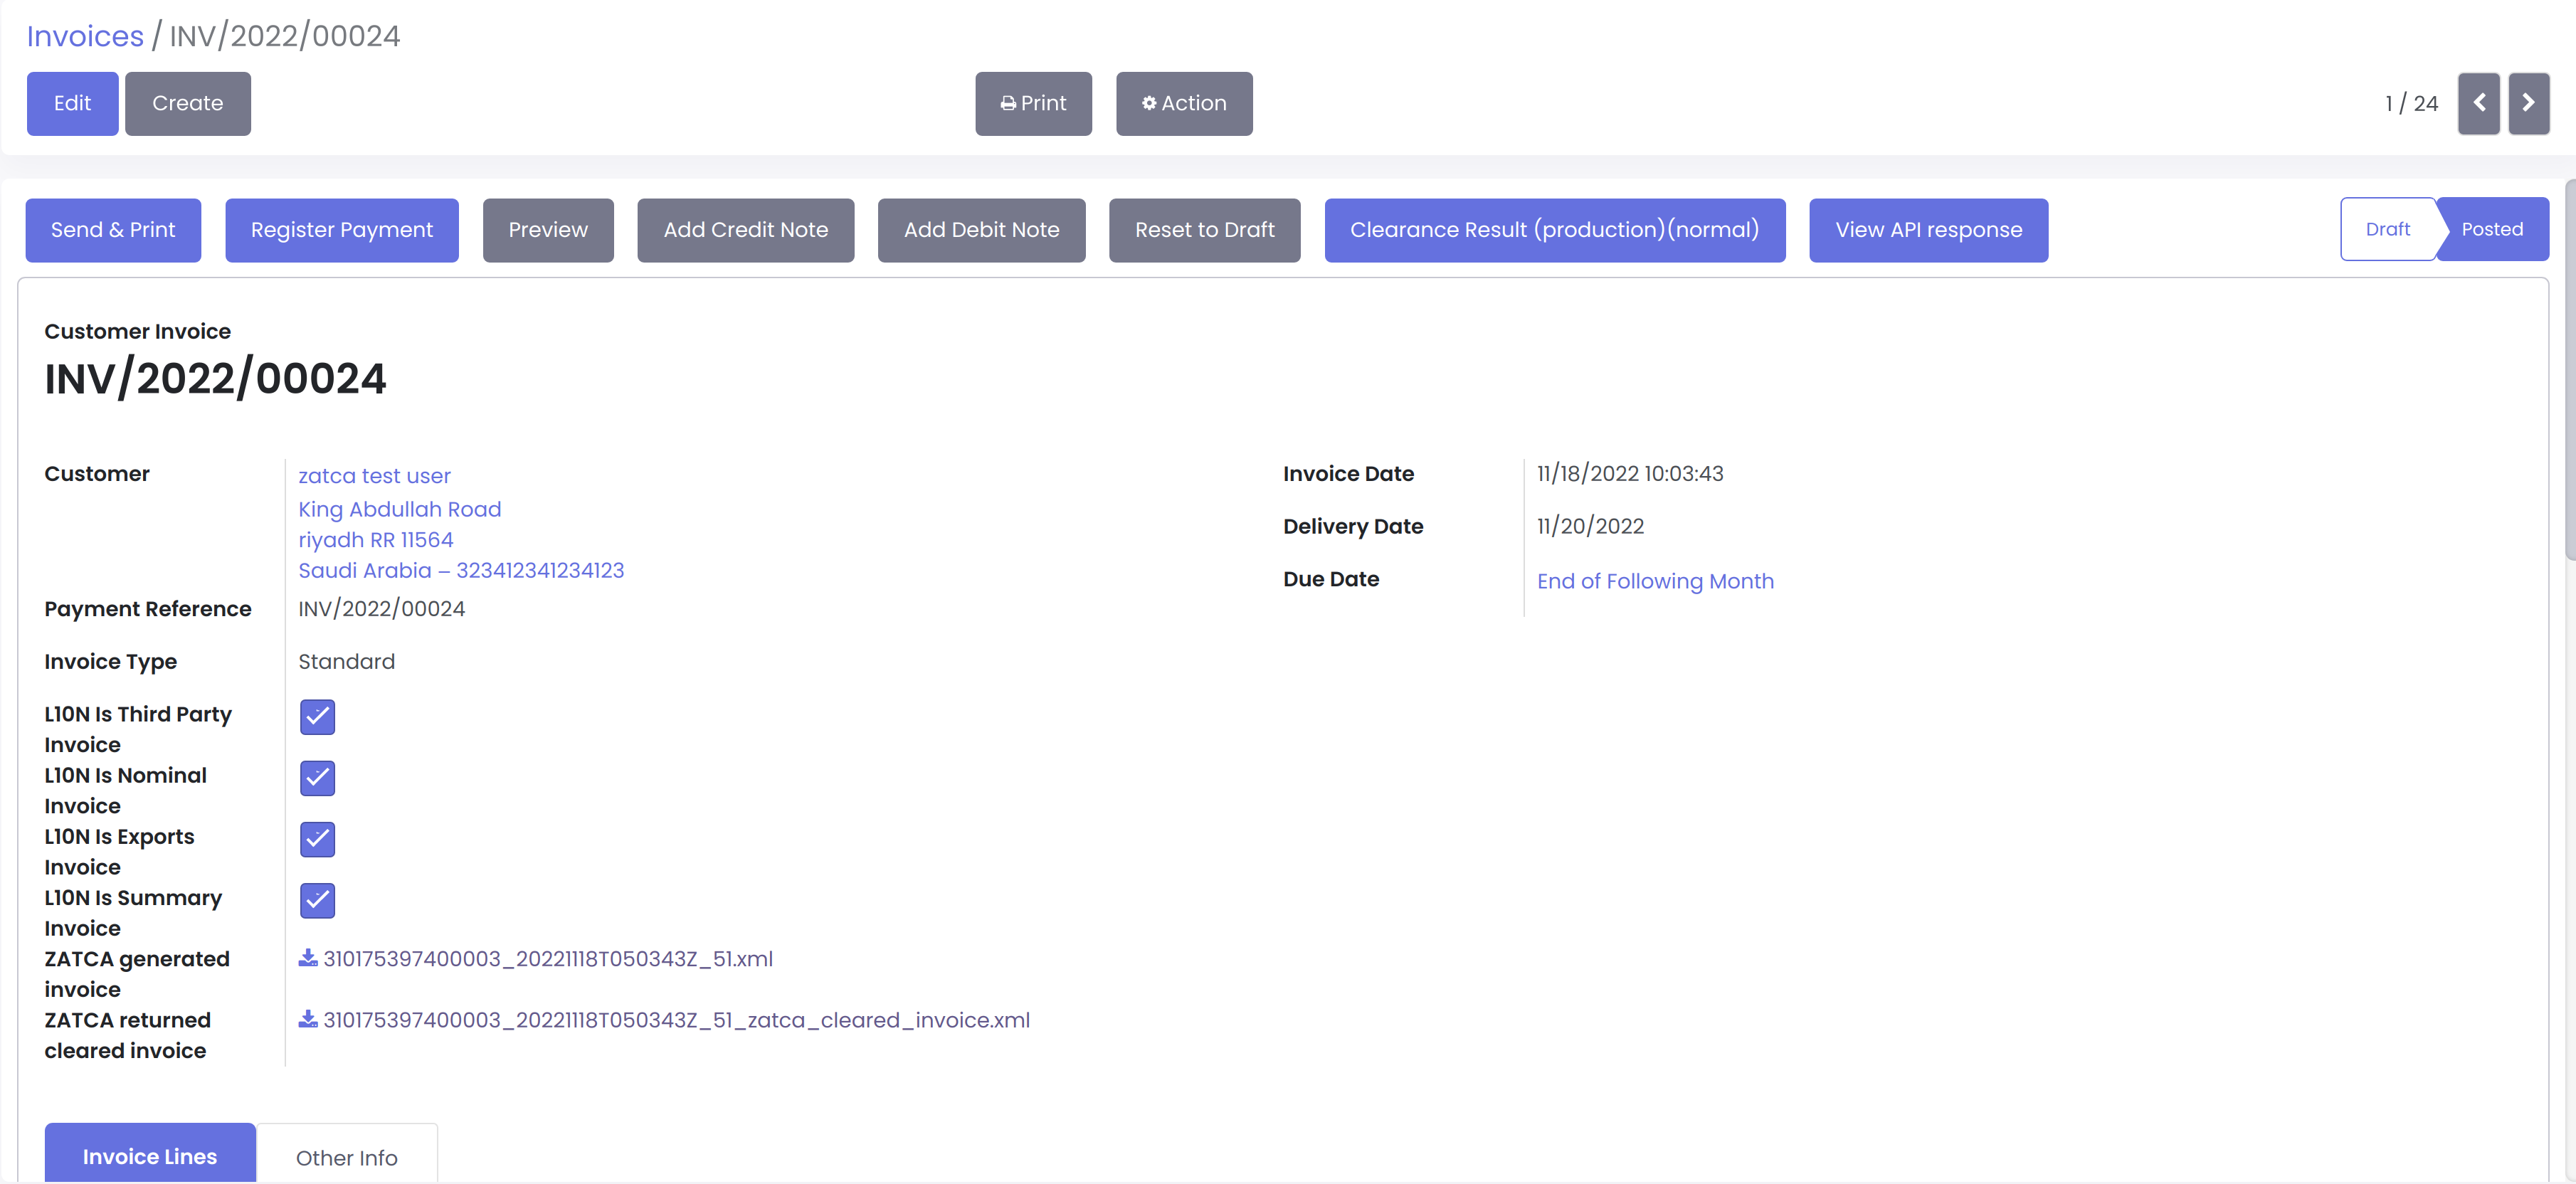 Invoices / INV/2022/00024
Edit
Create
Print
Action
1 / 24
Send & Print
Register Payment
Preview
Add Credit Note
Add Debit Note
Reset to Draft
Clearance Result (production)(normal)
View API response
Draft
Posted
Customer Invoice
INV/2022/00024
Customer
zatca test user
King Abdullah Road
riyadh RR 11564
Saudi Arabia – 323412341234123
Payment Reference
INV/2022/00024
Invoice Type
Standard
L10N Is Third Party
Invoice
L10N Is Nominal
Invoice
L10N Is Exports
Invoice
L10N Is Summary
Invoice
ZATCA generated
invoice
310175397400003_20221118T050343Z_51.xml
ZATCA returned
cleared invoice
310175397400003_20221118T050343Z_51_zatca_cleared_invoice.xml
Invoice Date
11/18/2022 10:03:43
Delivery Date
11/20/2022
Due Date
End of Following Month
Invoice Lines
Other Info